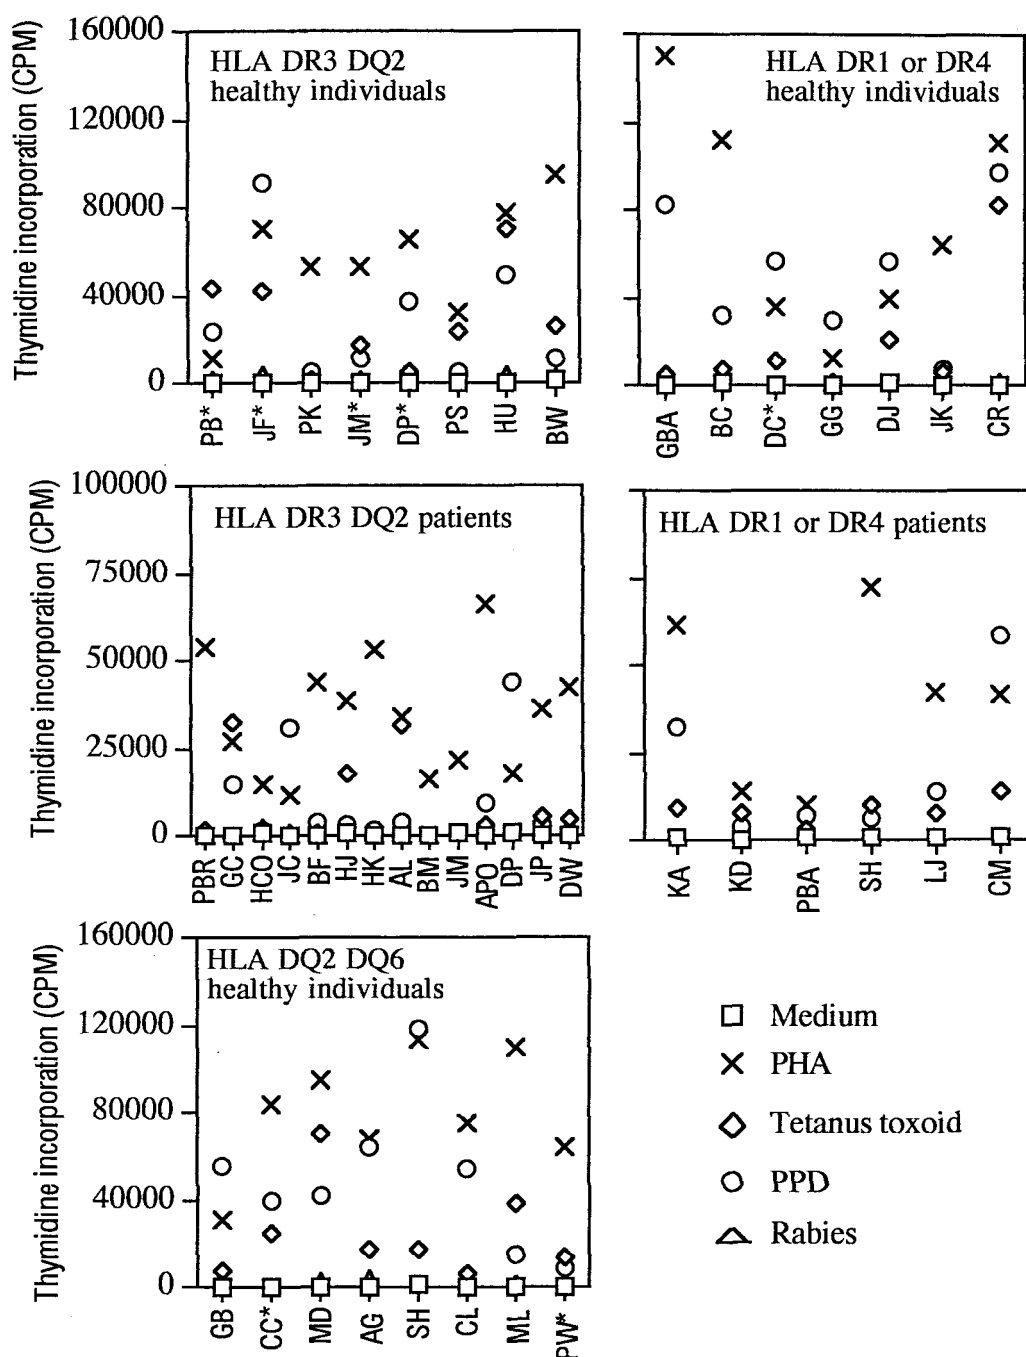 Thymidine incorporation (CPM)
160000
120000
80000
40000
0
HLA DR3 DQ2
healthy individuals
PB*
JF*
PK
JM*
DP*
PS
HU
BW
HLA DR1 or DR4
healthy individuals
GBA
BC
DC*
GG
DJ
JK
CR
Thymidine incorporation (CPM)
100000
75000
50000
25000
0
HLA DR3 DQ2 patients
PBR
GC
HCO
JC
BF
HJ
HK
AL
BM
JM
APO
DP
JP
DW
HLA DR1 or DR4 patients
KA
KD
PBA
SH
LJ
CM
Thymidine incorporation (CPM)
160000
120000
80000
40000
0
HLA DQ2 DQ6
healthy individuals
GB
CC*
MD
AG
SH
CL
ML
PW*
Medium
PHA
Tetanus toxoid
PPD
Rabies